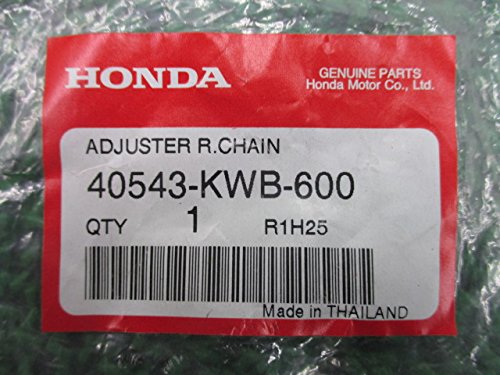 HONDA
GENUINE PARTS
Honda Motor Co., Ltd.
ADJUSTER R.CHAIN
40543-KWB-600
QTY 1 R1H25
Made in THAILAND